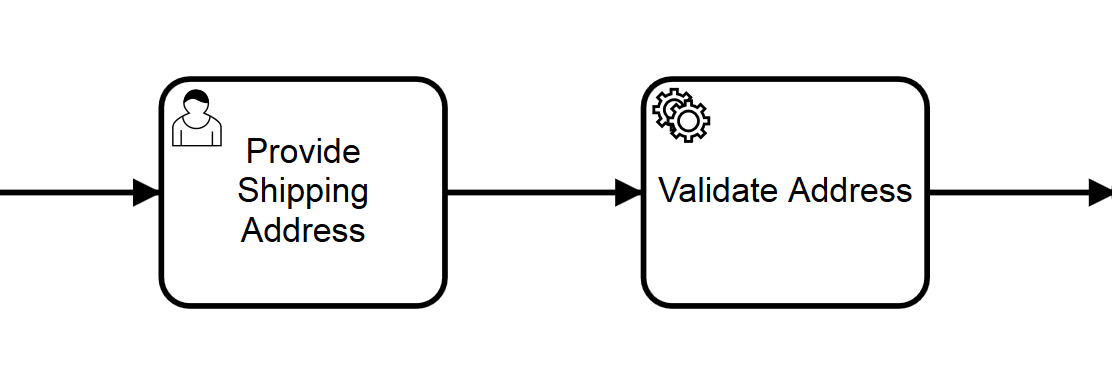 Provide
Shipping
Address
Validate Address